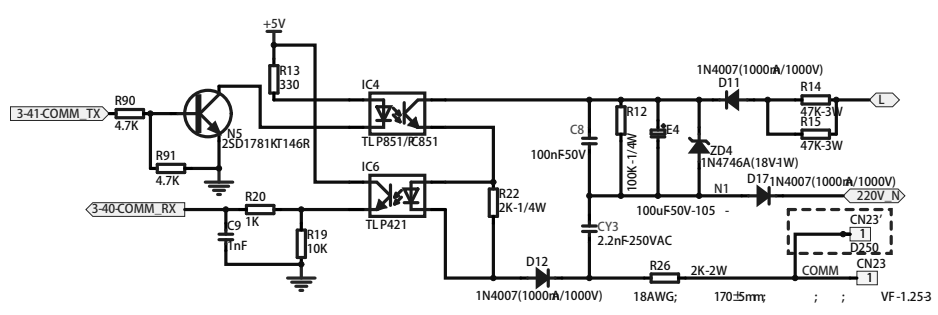 +5V
R13
330
IC4
TLP851/PC851
3-41-COMM_TX
R90
4.7K
N5
2SD1781KT146R
R91
4.7K
1N4007(1000mA/1000V)
D11
R14
47K-3W
R15
47K-3W
L
R12
100K-1/4W
E4
C8
100nF50V
ZD4
1N4746A(18V-1W)
D17
1N4007(1000mA/1000V)
N1
220V_N
100uF-50V-105 -
IC6
TLP421
R22
2K-1/4W
3-40-COMM_RX
R20
1K
C9
1nF
R19
10K
CY3
2.2nF-250VAC
CN23'
1
D250
D12
1N4007(1000mA/1000V)
R26
2K-2W
COMM
CN23
1
18AWG; 170±5mm; ; ; VF-1.25-3